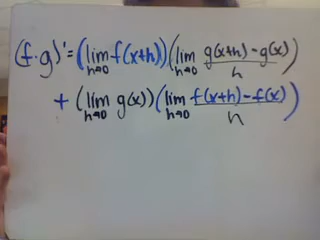 (f·g)' = (lim h→0 f(x+h)) (lim h→0 g(x+h)-g(x) / h)
+ (lim h→0 g(x)) (lim h→0 f(x+h)-f(x) / h)